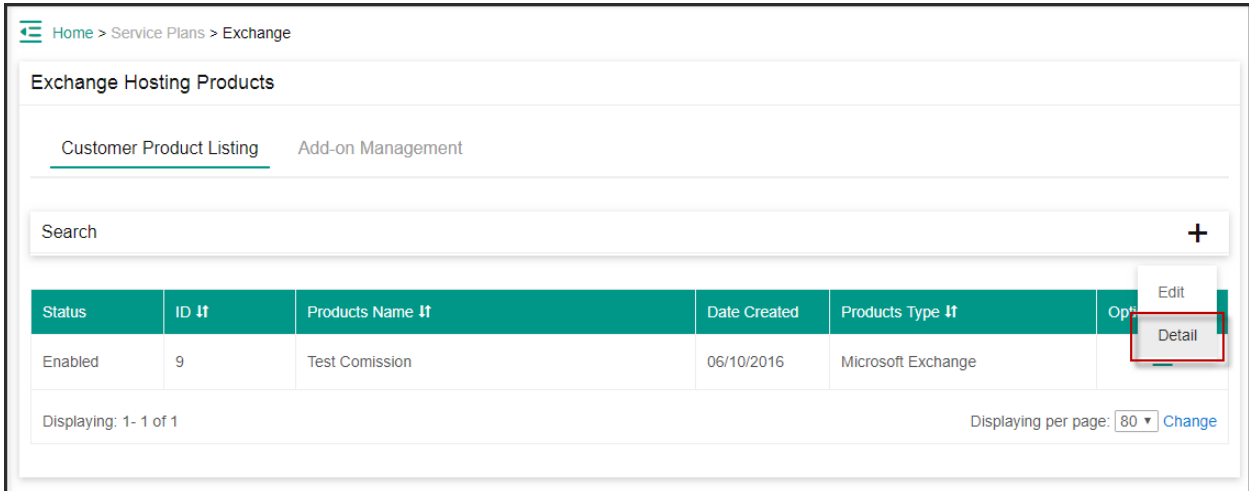 Home > Service Plans > Exchange
Exchange Hosting Products
Customer Product Listing Add-on Management
Search
Edit
Status ID Products Name Date Created Products Type
Detail
Enabled 9 Test Comission 06/10/2016 Microsoft Exchange
Displaying: 1- 1 of 1 Displaying per page: 80 Change